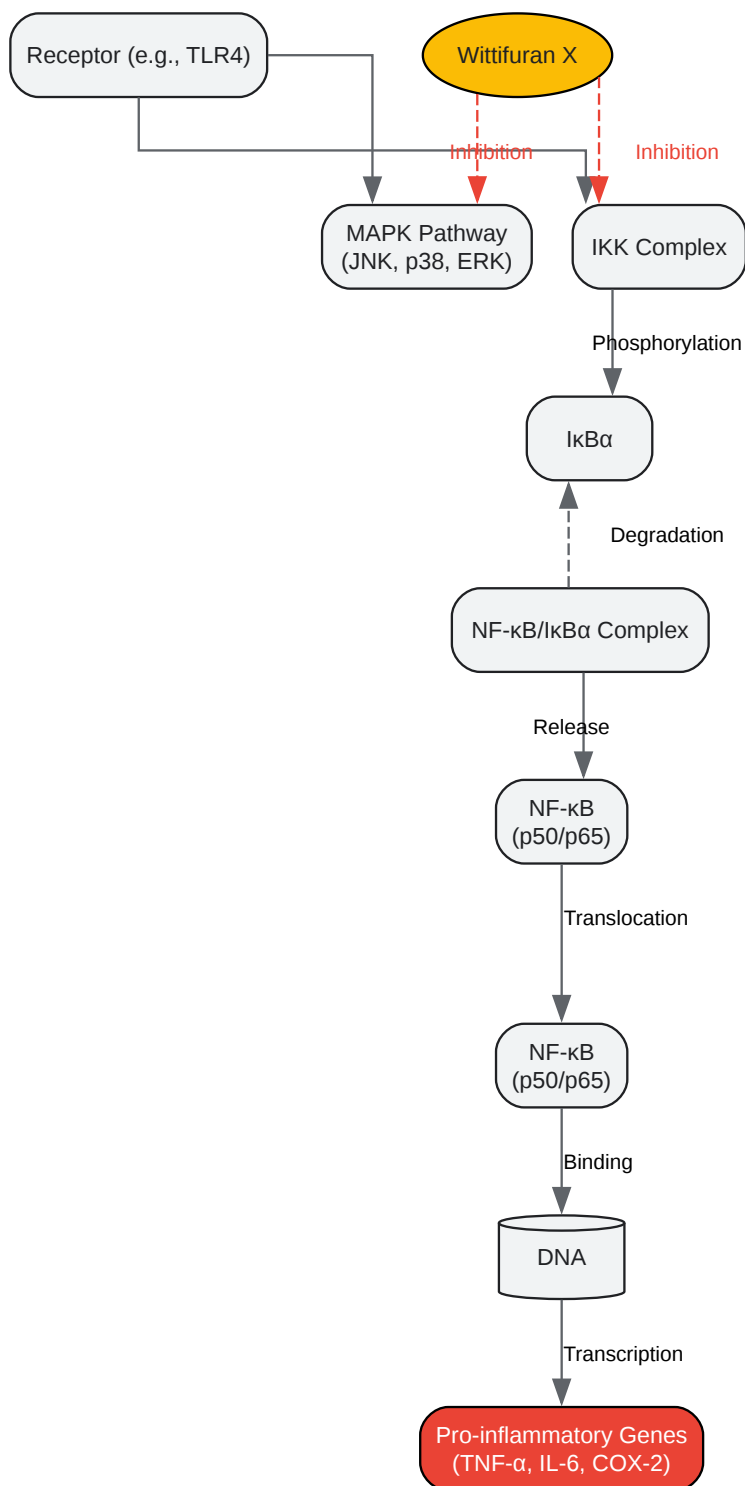 Receptor (e.g., TLR4)
Wittifuran X
Inhibition
Inhibition
MAPK Pathway
(JNK, p38, ERK)
IKK Complex
Phosphorylation
IκBα
Degradation
NF-κB/IκBα Complex
Release
NF-κB
(p50/p65)
Translocation
NF-κB
(p50/p65)
Binding
DNA
Transcription
Pro-inflammatory Genes
(TNF-α, IL-6, COX-2)